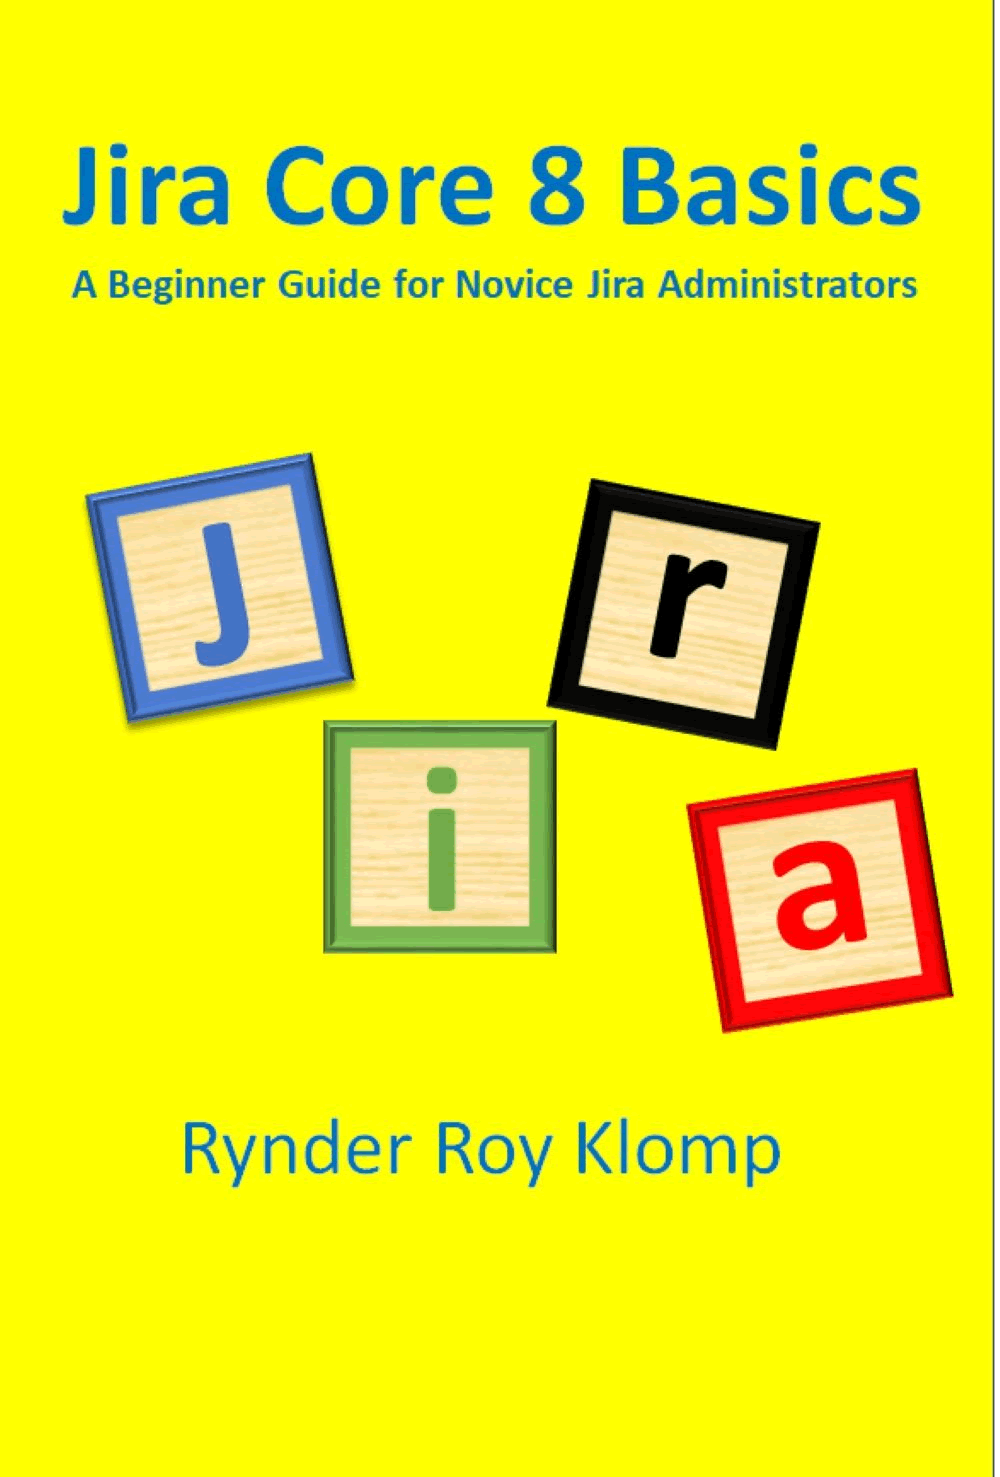 Jira Core 8 Basics
A Beginner Guide for Novice Jira Administrators
J
i
r
a
Rynder Roy Klomp